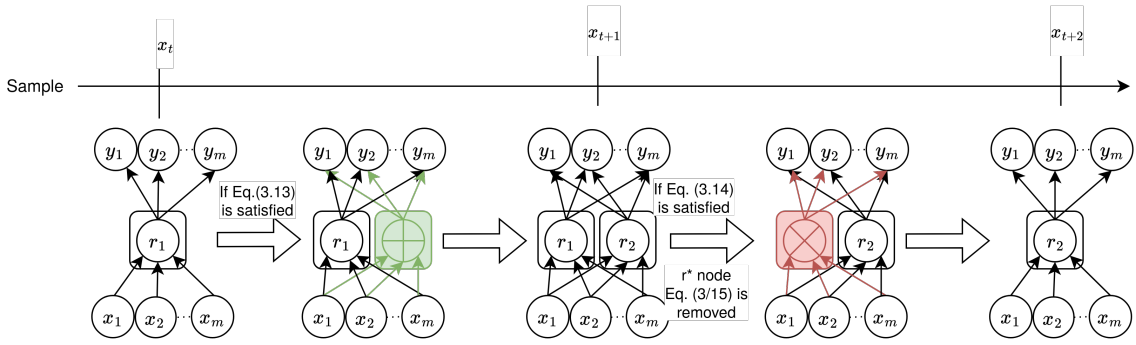 x_t
x_{t+1}
x_{t+2}
Sample
y_1 y_2 ... y_m
y_1 y_2 ... y_m
y_1 y_2 ... y_m
y_1 y_2 ... y_m
y_1 y_2 ... y_m
If Eq.(3.13)
is satisfied
If Eq.(3.14)
is satisfied
r_1
r_1
r_1 r_2
r_2
r_2
r* node
Eq. (3/15) is
removed
x_1 x_2 ... x_m
x_1 x_2 ... x_m
x_1 x_2 ... x_m
x_1 x_2 ... x_m
x_1 x_2 ... x_m